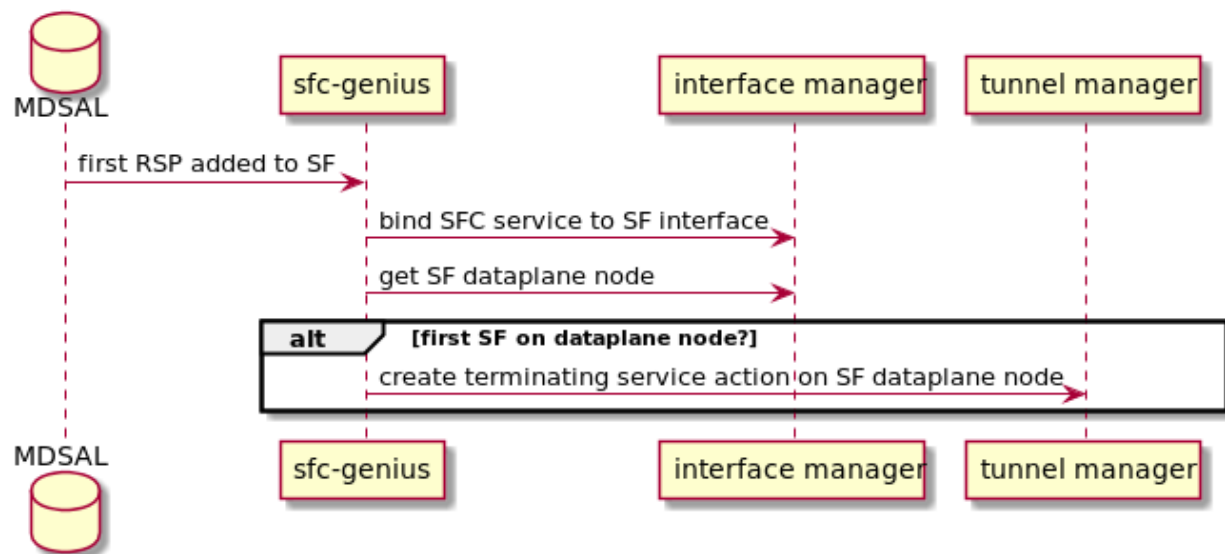 MDSAL
sfc-genius
interface manager
tunnel manager
first RSP added to SF
bind SFC service to SF interface
get SF dataplane node
alt
[first SF on dataplane node?]
create terminating service action on SF dataplane node
MDSAL
sfc-genius
interface manager
tunnel manager